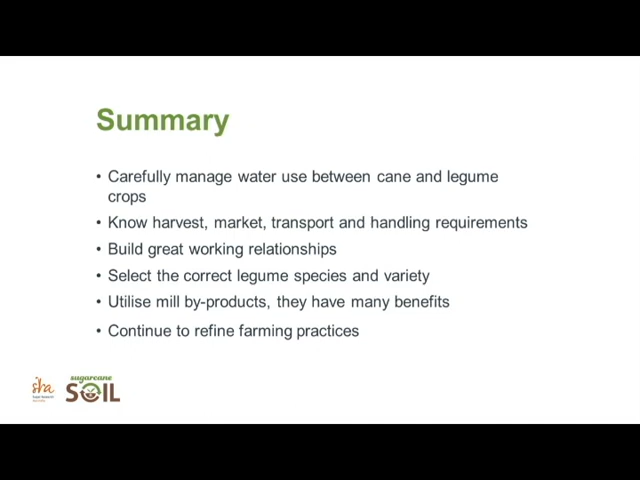 Summary
• Carefully manage water use between cane and legume
crops
• Know harvest, market, transport and handling requirements
• Build great working relationships
• Select the correct legume species and variety
• Utilise mill by-products, they have many benefits
• Continue to refine farming practices
sugarcane
SOIL